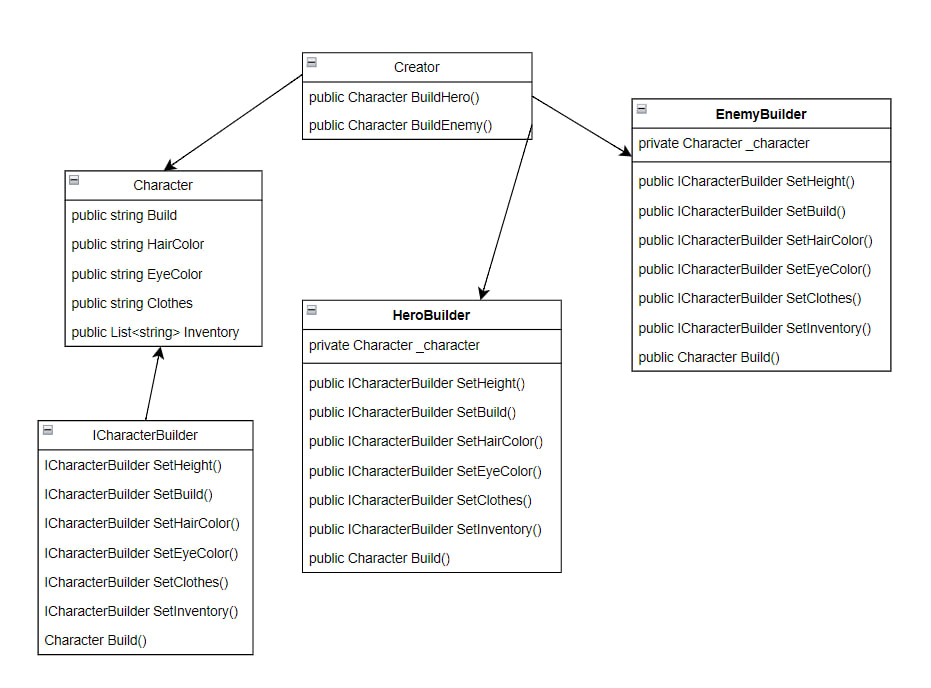 Creator
public Character BuildHero()
public Character BuildEnemy()
EnemyBuilder
private Character _character
public ICharacterBuilder SetHeight()
public ICharacterBuilder SetBuild()
public ICharacterBuilder SetHairColor()
public ICharacterBuilder SetEyeColor()
public ICharacterBuilder SetClothes()
public ICharacterBuilder SetInventory()
public Character Build()
Character
public string Build
public string HairColor
public string EyeColor
public string Clothes
public List<string> Inventory
HeroBuilder
private Character _character
public ICharacterBuilder SetHeight()
public ICharacterBuilder SetBuild()
public ICharacterBuilder SetHairColor()
public ICharacterBuilder SetEyeColor()
public ICharacterBuilder SetClothes()
public ICharacterBuilder SetInventory()
public Character Build()
ICharacterBuilder
ICharacterBuilder SetHeight()
ICharacterBuilder SetBuild()
ICharacterBuilder SetHairColor()
ICharacterBuilder SetEyeColor()
ICharacterBuilder SetClothes()
ICharacterBuilder SetInventory()
Character Build()